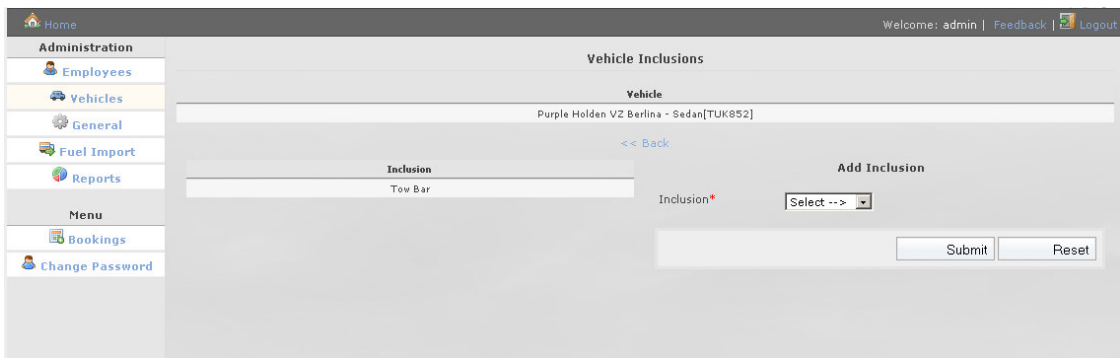 Home
Welcome: admin | Feedback | Logout
Administration
Employees
Vehicles
General
Fuel Import
Reports
Menu
Bookings
Change Password
Vehicle Inclusions
Vehicle
Purple Holden VZ Berlina - Sedan[TUK852]
<< Back
Inclusion
Tow Bar
Add Inclusion
Inclusion*
Select -->
Submit
Reset